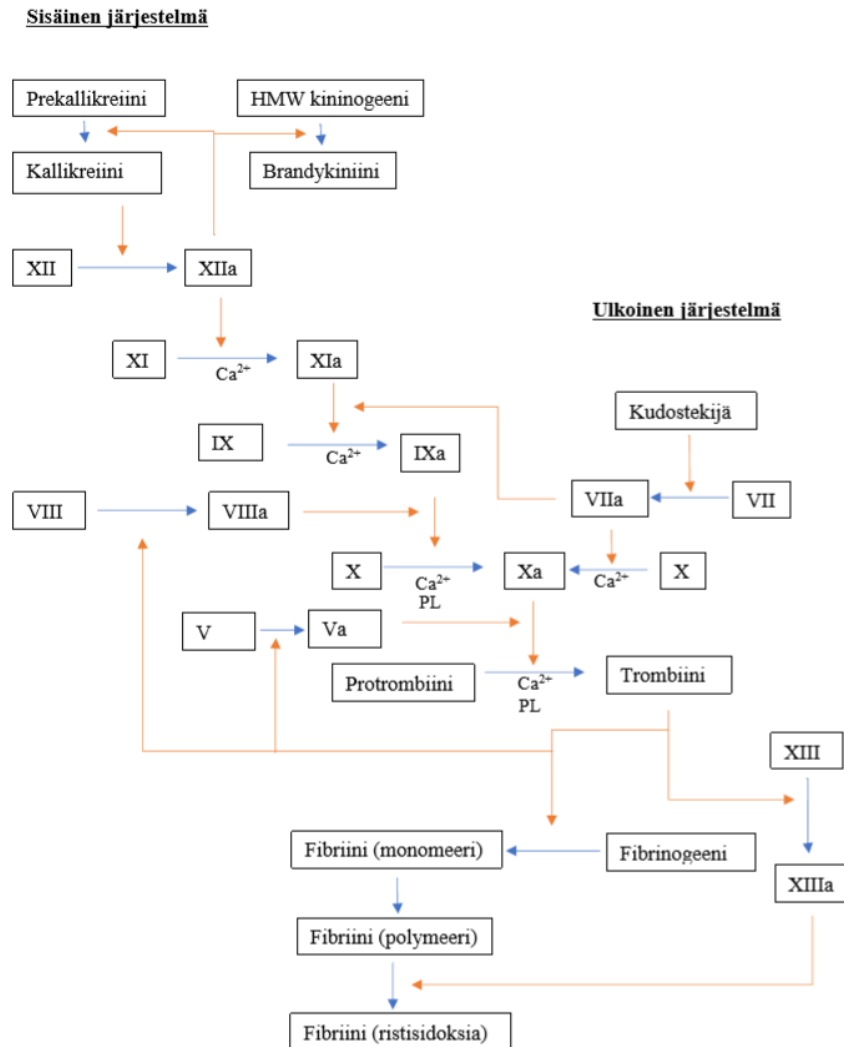 Sisäinen järjestelmä
Prekallikreiini
HMW kininogeeni
Kallikreiini
Brandykiniini
XII
XIIa
Ulkoinen järjestelmä
XI
Ca²⁺
XIa
Kudostekijä
IX
Ca²⁺
IXa
VIII
VIIIa
VIIa
VII
X
Ca²⁺
PL
Xa
Ca²⁺
X
V
Va
Protrombiini
Ca²⁺
PL
Trombiini
XIII
Fibriini (monomeeri)
Fibrinogeeni
XIIIa
Fibriini (polymeeri)
Fibriini (ristisidoksia)